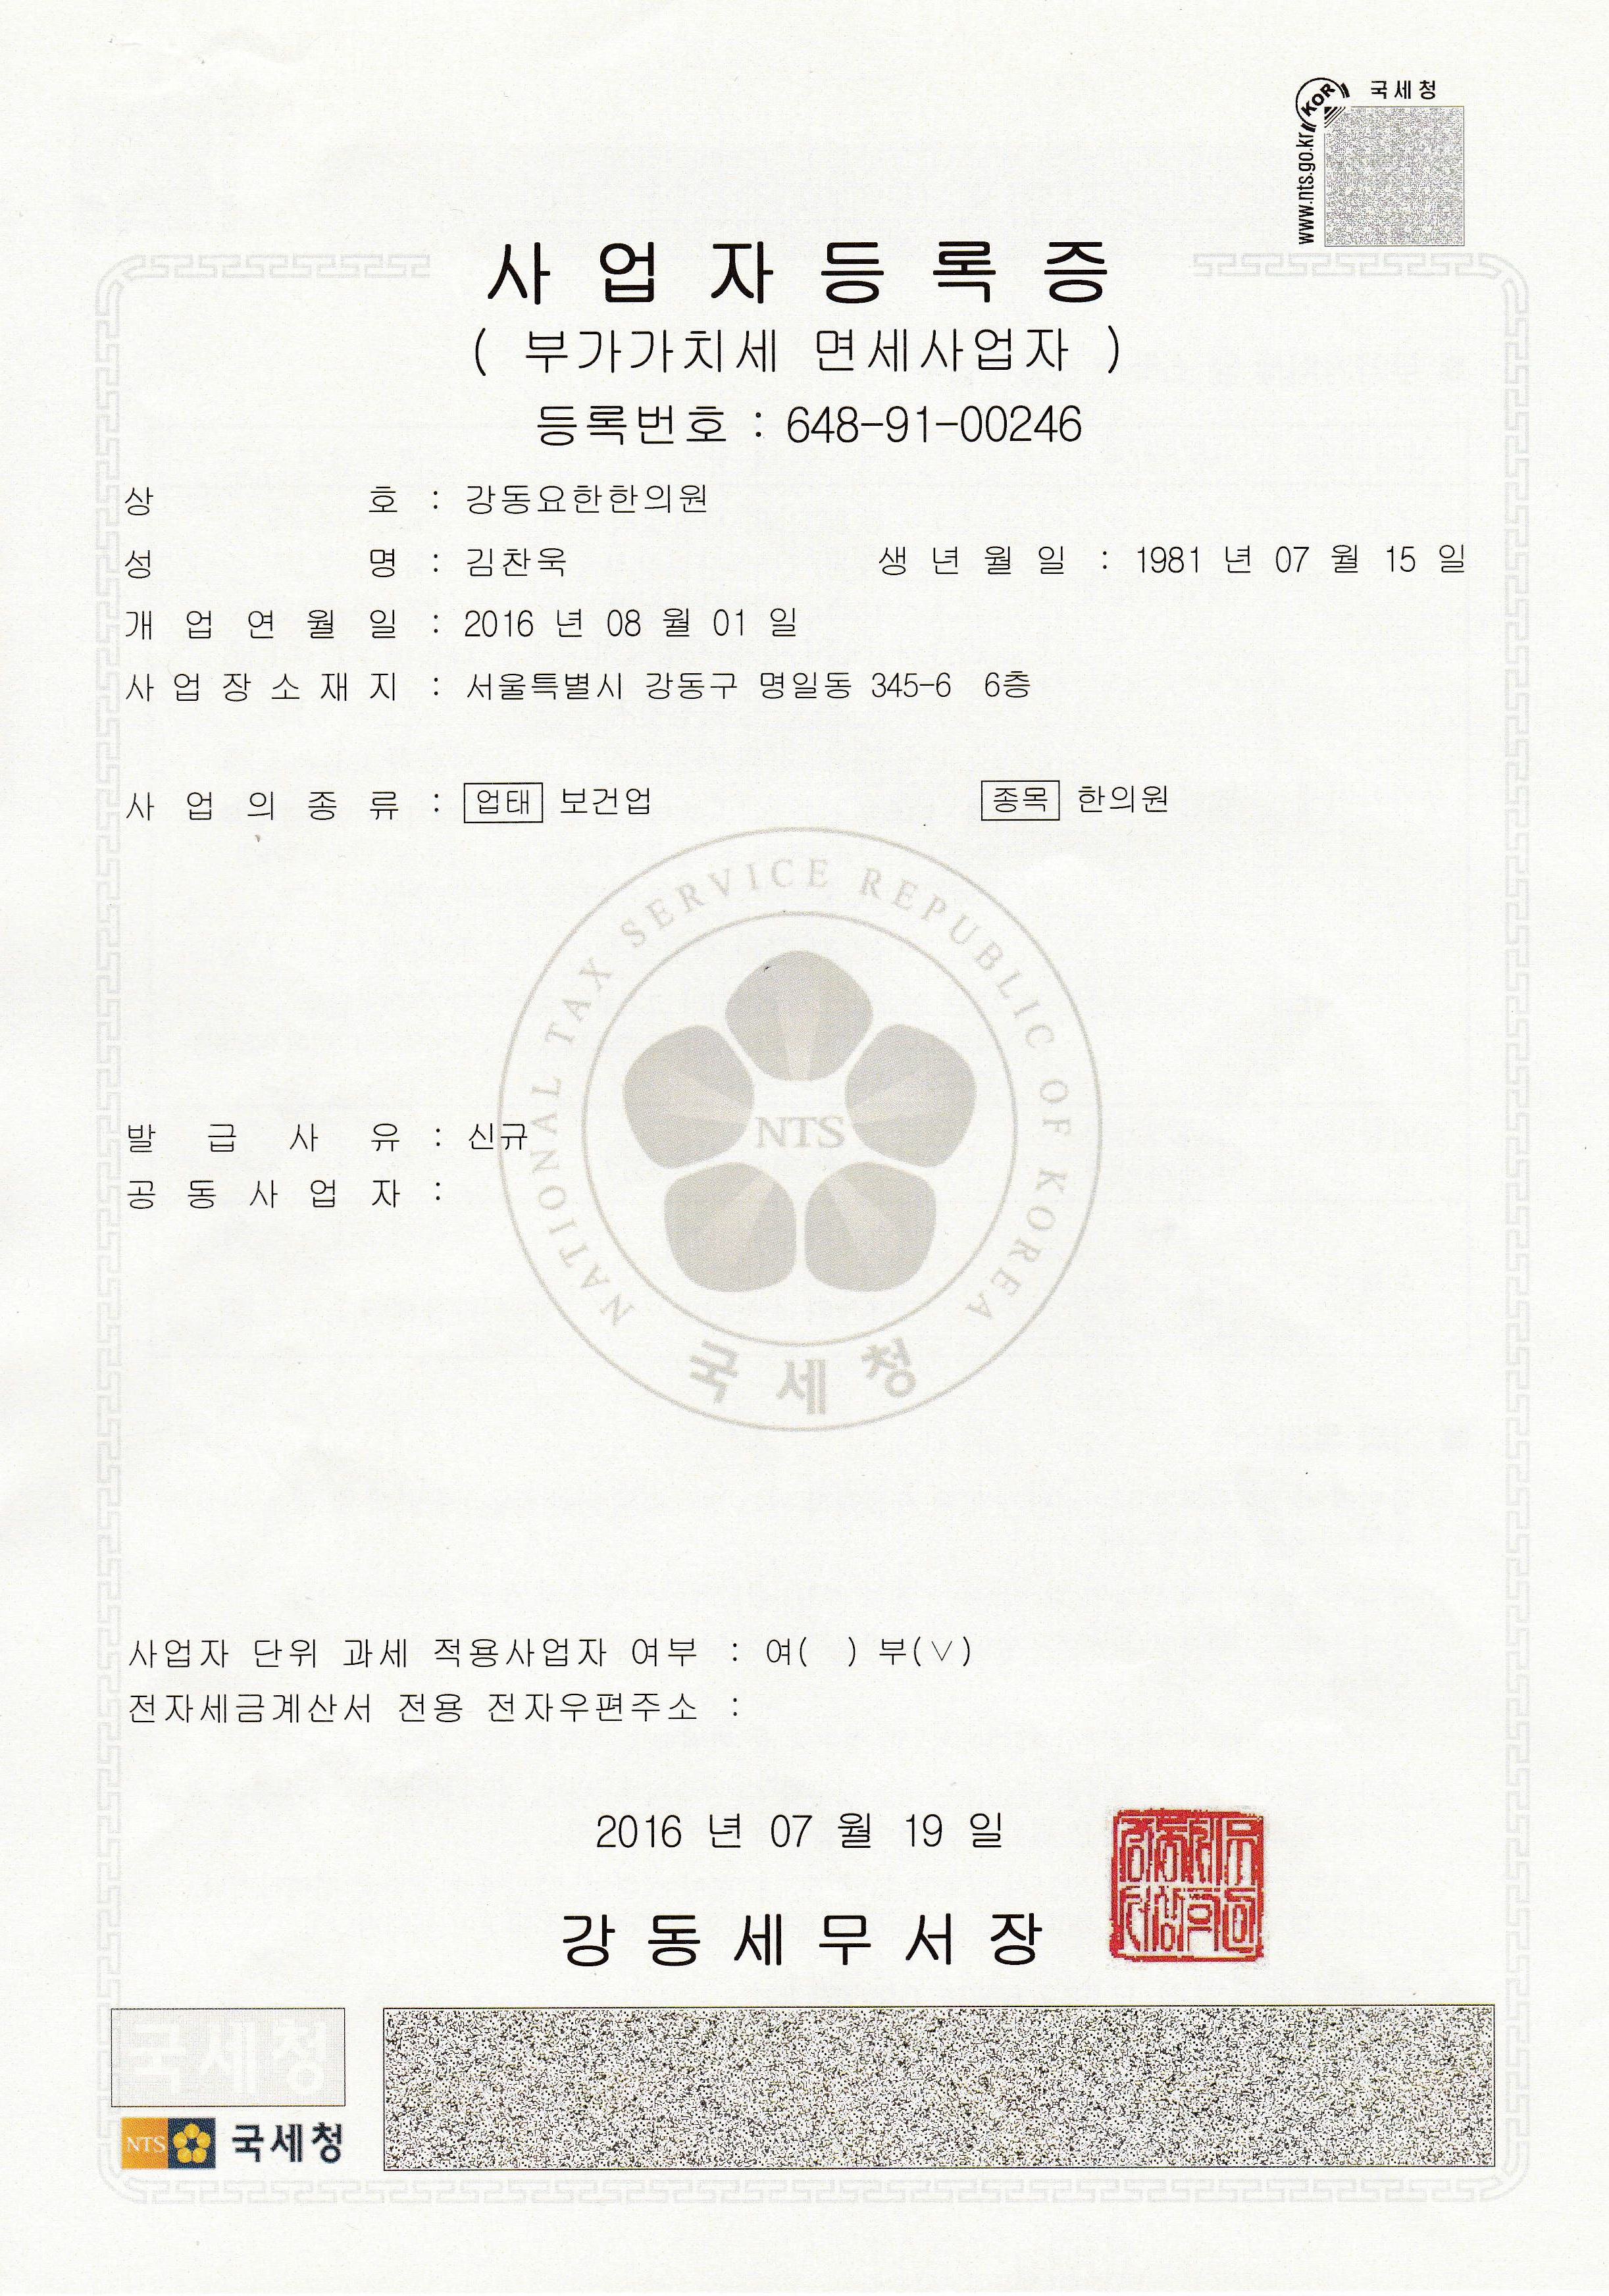 국세청
KOR
www.nts.go.kr
사업자등록증
( 부가가치세 면세사업자 )
등록번호 : 648-91-00246
상 호 : 강동요한한의원
성 명 : 김찬욱 생년월일 : 1981 년 07 월 15 일
개업연월일 : 2016 년 08 월 01 일
사업장소재지 : 서울특별시 강동구 명일동 345-6 6층
사업의종류 : 업태 보건업 종목 한의원
NATIONAL TAX SERVICE REPUBLIC OF KOREA
NTS
국세청
발급사유 : 신규
공동사업자 :
사업자 단위 과세 적용사업자 여부 : 여( ) 부(∨)
전자세금계산서 전용 전자우편주소 :
2016 년 07 월 19 일
강동세무서장
국세청
NTS 국세청